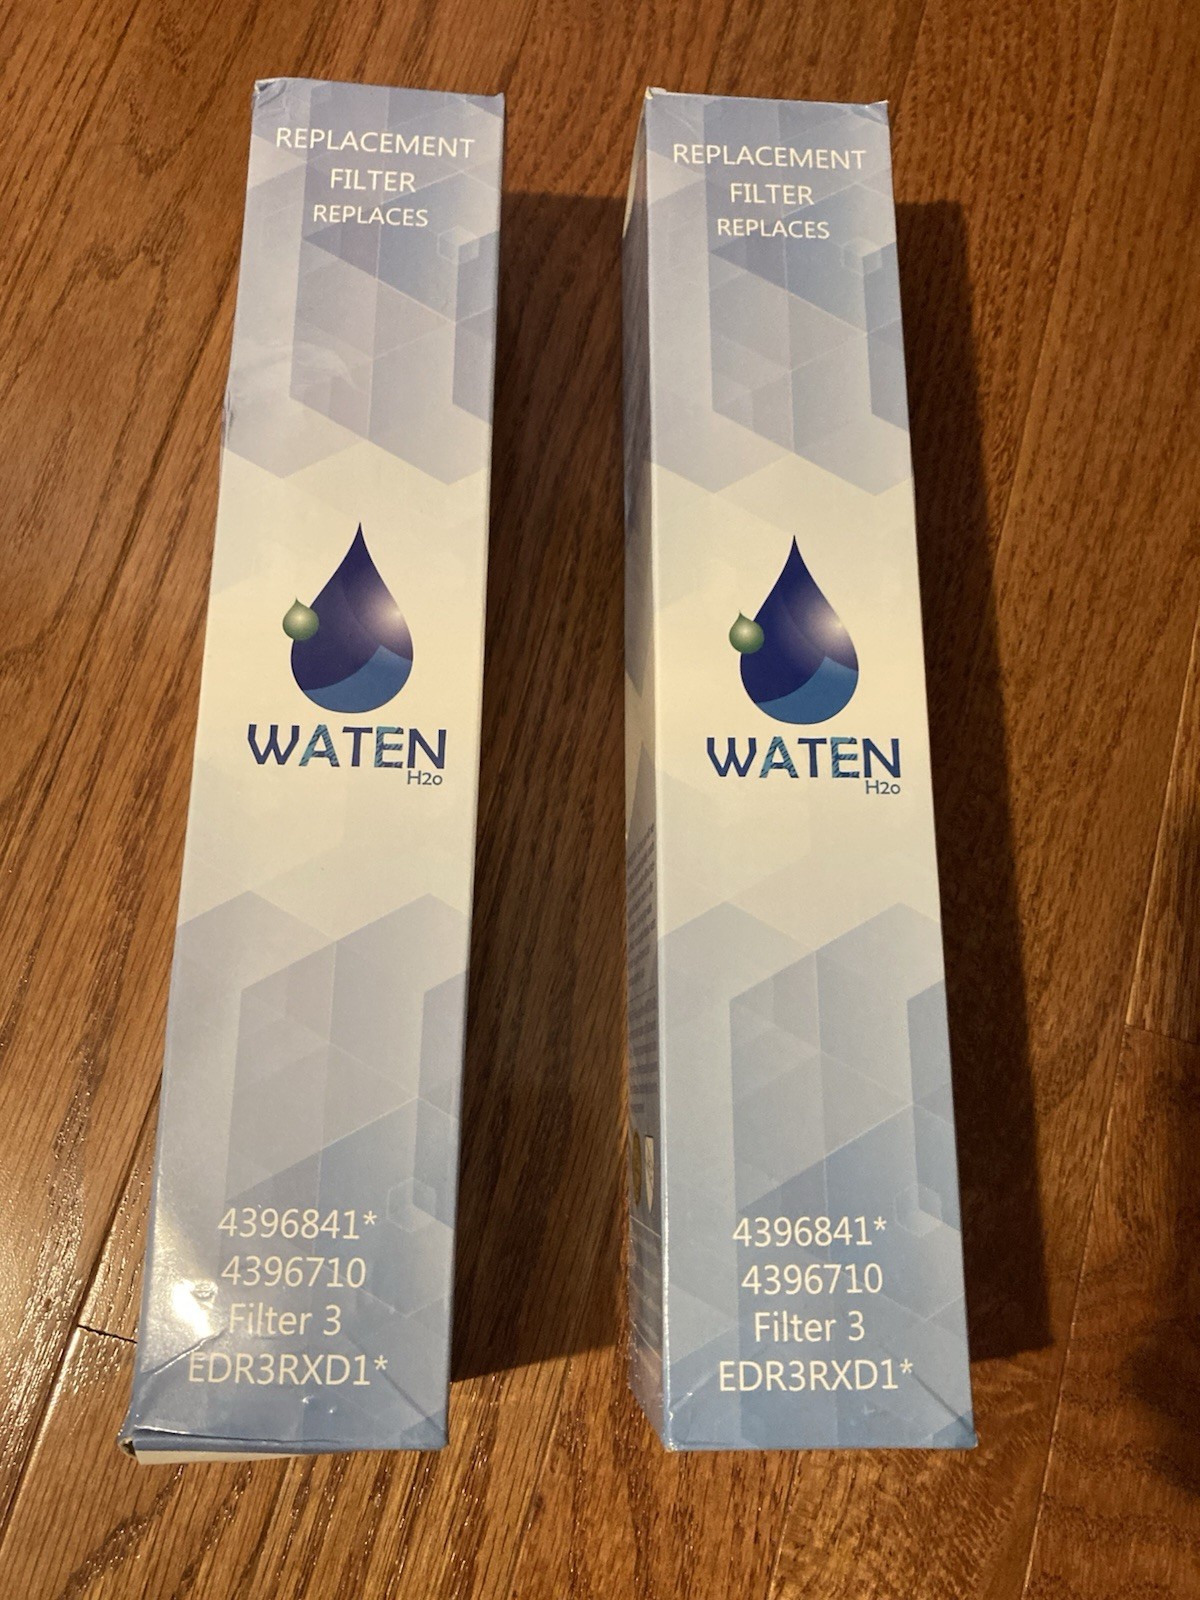 REPLACEMENT
FILTER
REPLACES
WATEN
H2o
4396841*
4396710
Filter 3
EDR3RXD1*
REPLACEMENT
FILTER
REPLACES
WATEN
H2o
4396841*
4396710
Filter 3
EDR3RXD1*